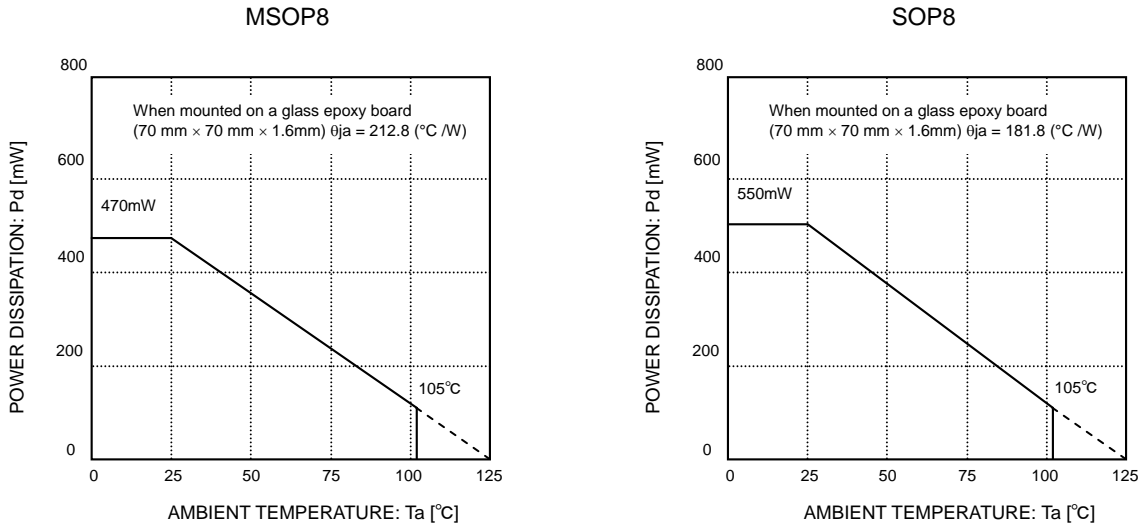 MSOP8
800
600
400
200
0
When mounted on a glass epoxy board
(70 mm × 70 mm × 1.6mm) θja = 212.8 (°C /W)
470mW
105°C
0 25 50 75 100 125
POWER DISSIPATION: Pd [mW]
AMBIENT TEMPERATURE: Ta [°C]
SOP8
800
600
400
200
0
When mounted on a glass epoxy board
(70 mm × 70 mm × 1.6mm) θja = 181.8 (°C /W)
550mW
105°C
0 25 50 75 100 125
POWER DISSIPATION: Pd [mW]
AMBIENT TEMPERATURE: Ta [°C]